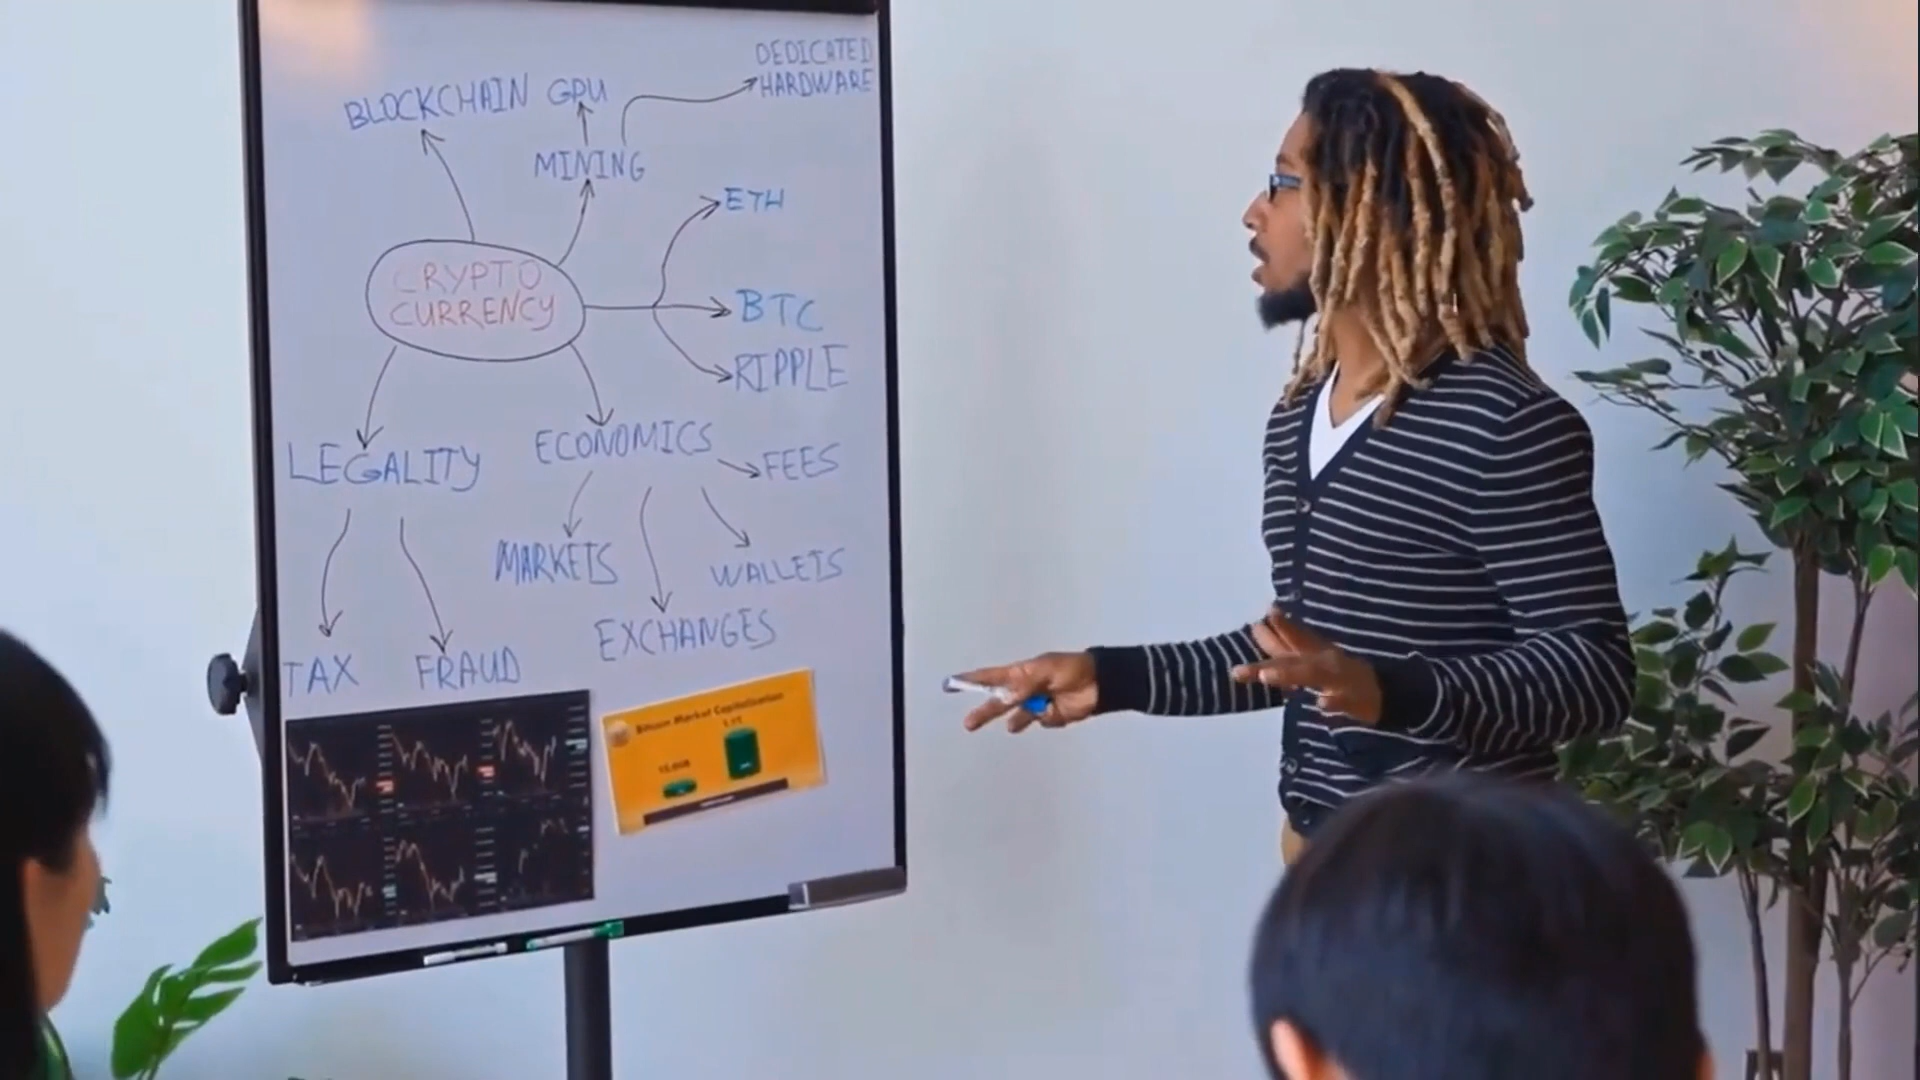 DEDICATED
HARDWARE
BLOCKCHAIN
GPU
MINING
ETH
CRYPTO
CURRENCY
BTC
RIPPLE
LEGALITY
ECONOMICS
FEES
MARKETS
WALLETS
EXCHANGES
TAX
FRAUD
Bitcoin Market Capitalization